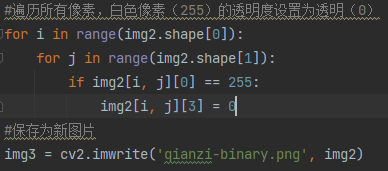 #遍历所有像素，白色像素（255）的透明度设置为透明（0）
for i in range(img2.shape[0]):
    for j in range(img2.shape[1]):
        if img2[i, j][0] == 255:
            img2[i, j][3] = 0
#保存为新图片
img3 = cv2.imwrite('qianzi-binary.png', img2)